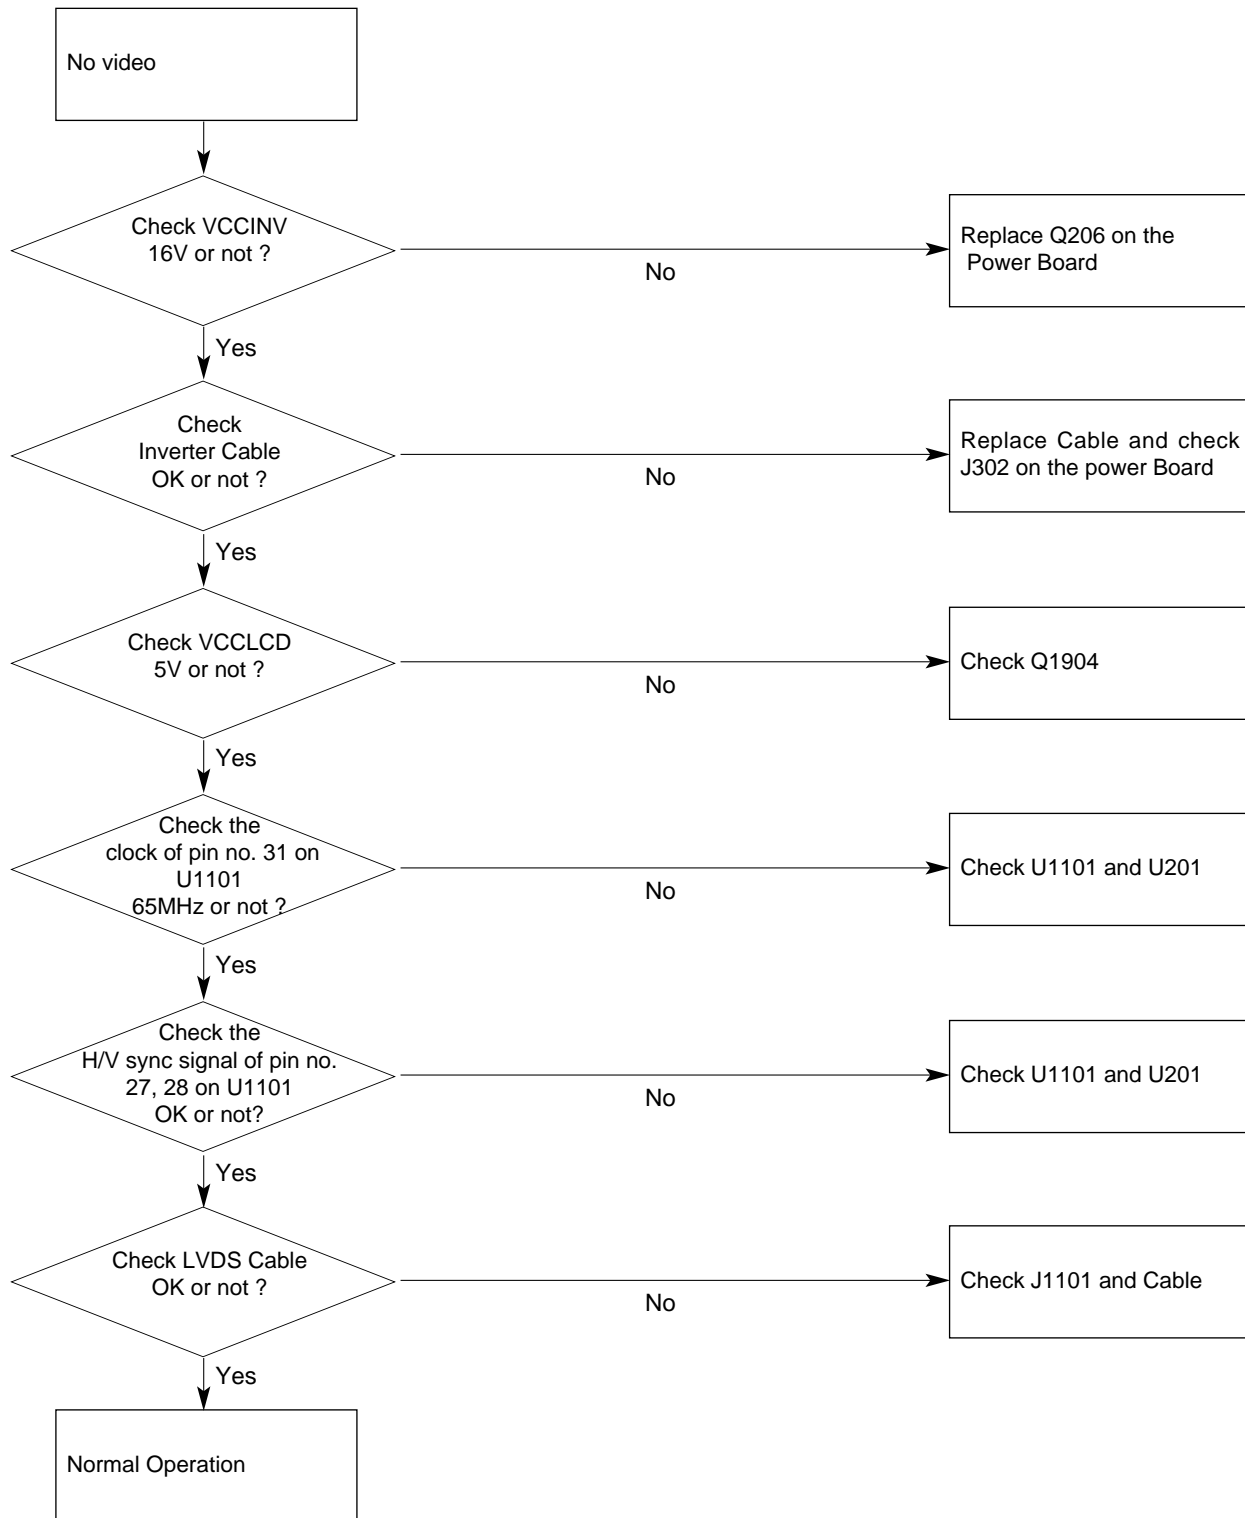 No video
Check VCCINV
16V or not ?
No
Replace Q206 on the
Power Board
Yes
Check
Inverter Cable
OK or not ?
No
Replace Cable and check
J302 on the power Board
Yes
Check VCCLCD
5V or not ?
No
Check Q1904
Yes
Check the
clock of pin no. 31 on
U1101
65MHz or not ?
No
Check U1101 and U201
Yes
Check the
H/V sync signal of pin no.
27, 28 on U1101
OK or not?
No
Check U1101 and U201
Yes
Check LVDS Cable
OK or not ?
No
Check J1101 and Cable
Yes
Normal Operation